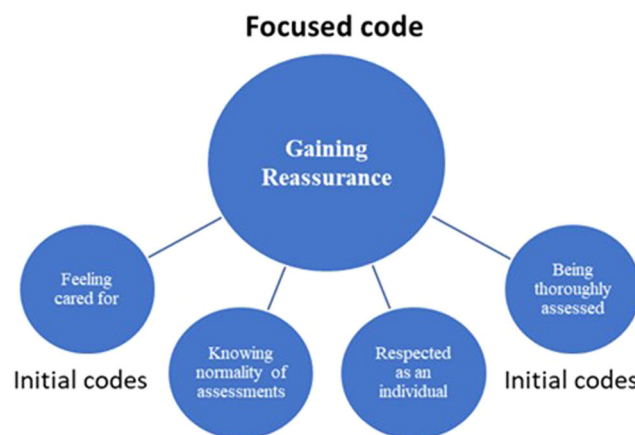 Focused code
Gaining
Reassurance
Feeling
cared for
Being
thoroughly
assessed
Knowing
normality of
assessments
Respected
as an
individual
Initial codes
Initial codes